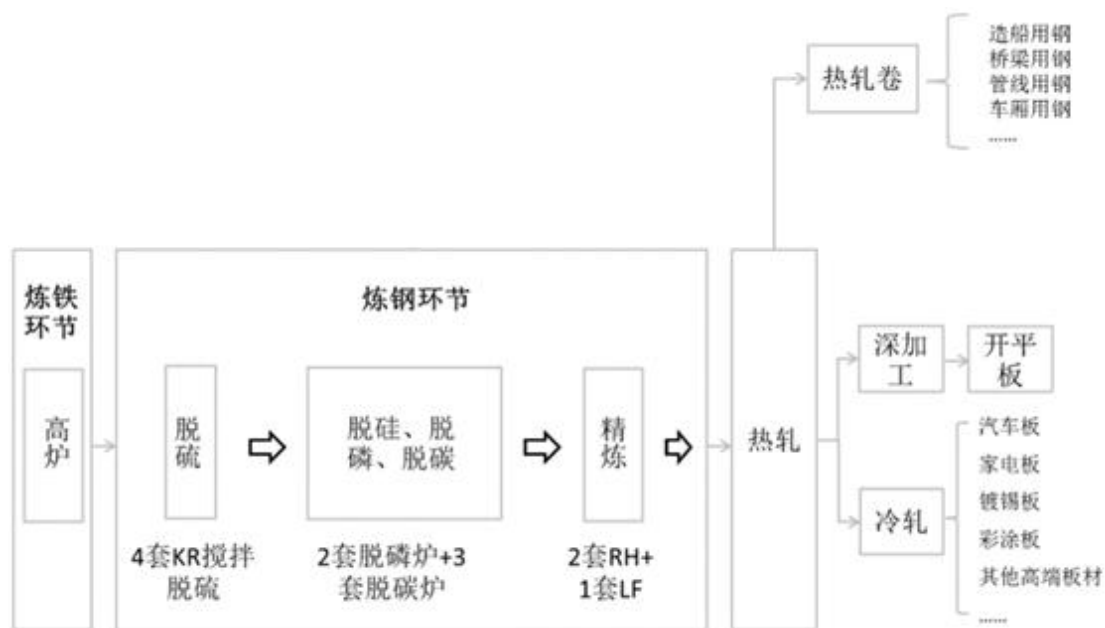 造船用钢
桥梁用钢
管线用钢
车厢用钢
……
热轧卷
炼铁
环节
炼钢环节
高
炉
脱
硫
脱硅、脱
磷、脱碳
精
炼
4套KR搅拌
脱硫
2套脱磷炉+3
套脱碳炉
2套RH+
1套LF
热轧
深加
工
开平
板
冷轧
汽车板
家电板
镀锡板
彩涂板
其他高端板材
……